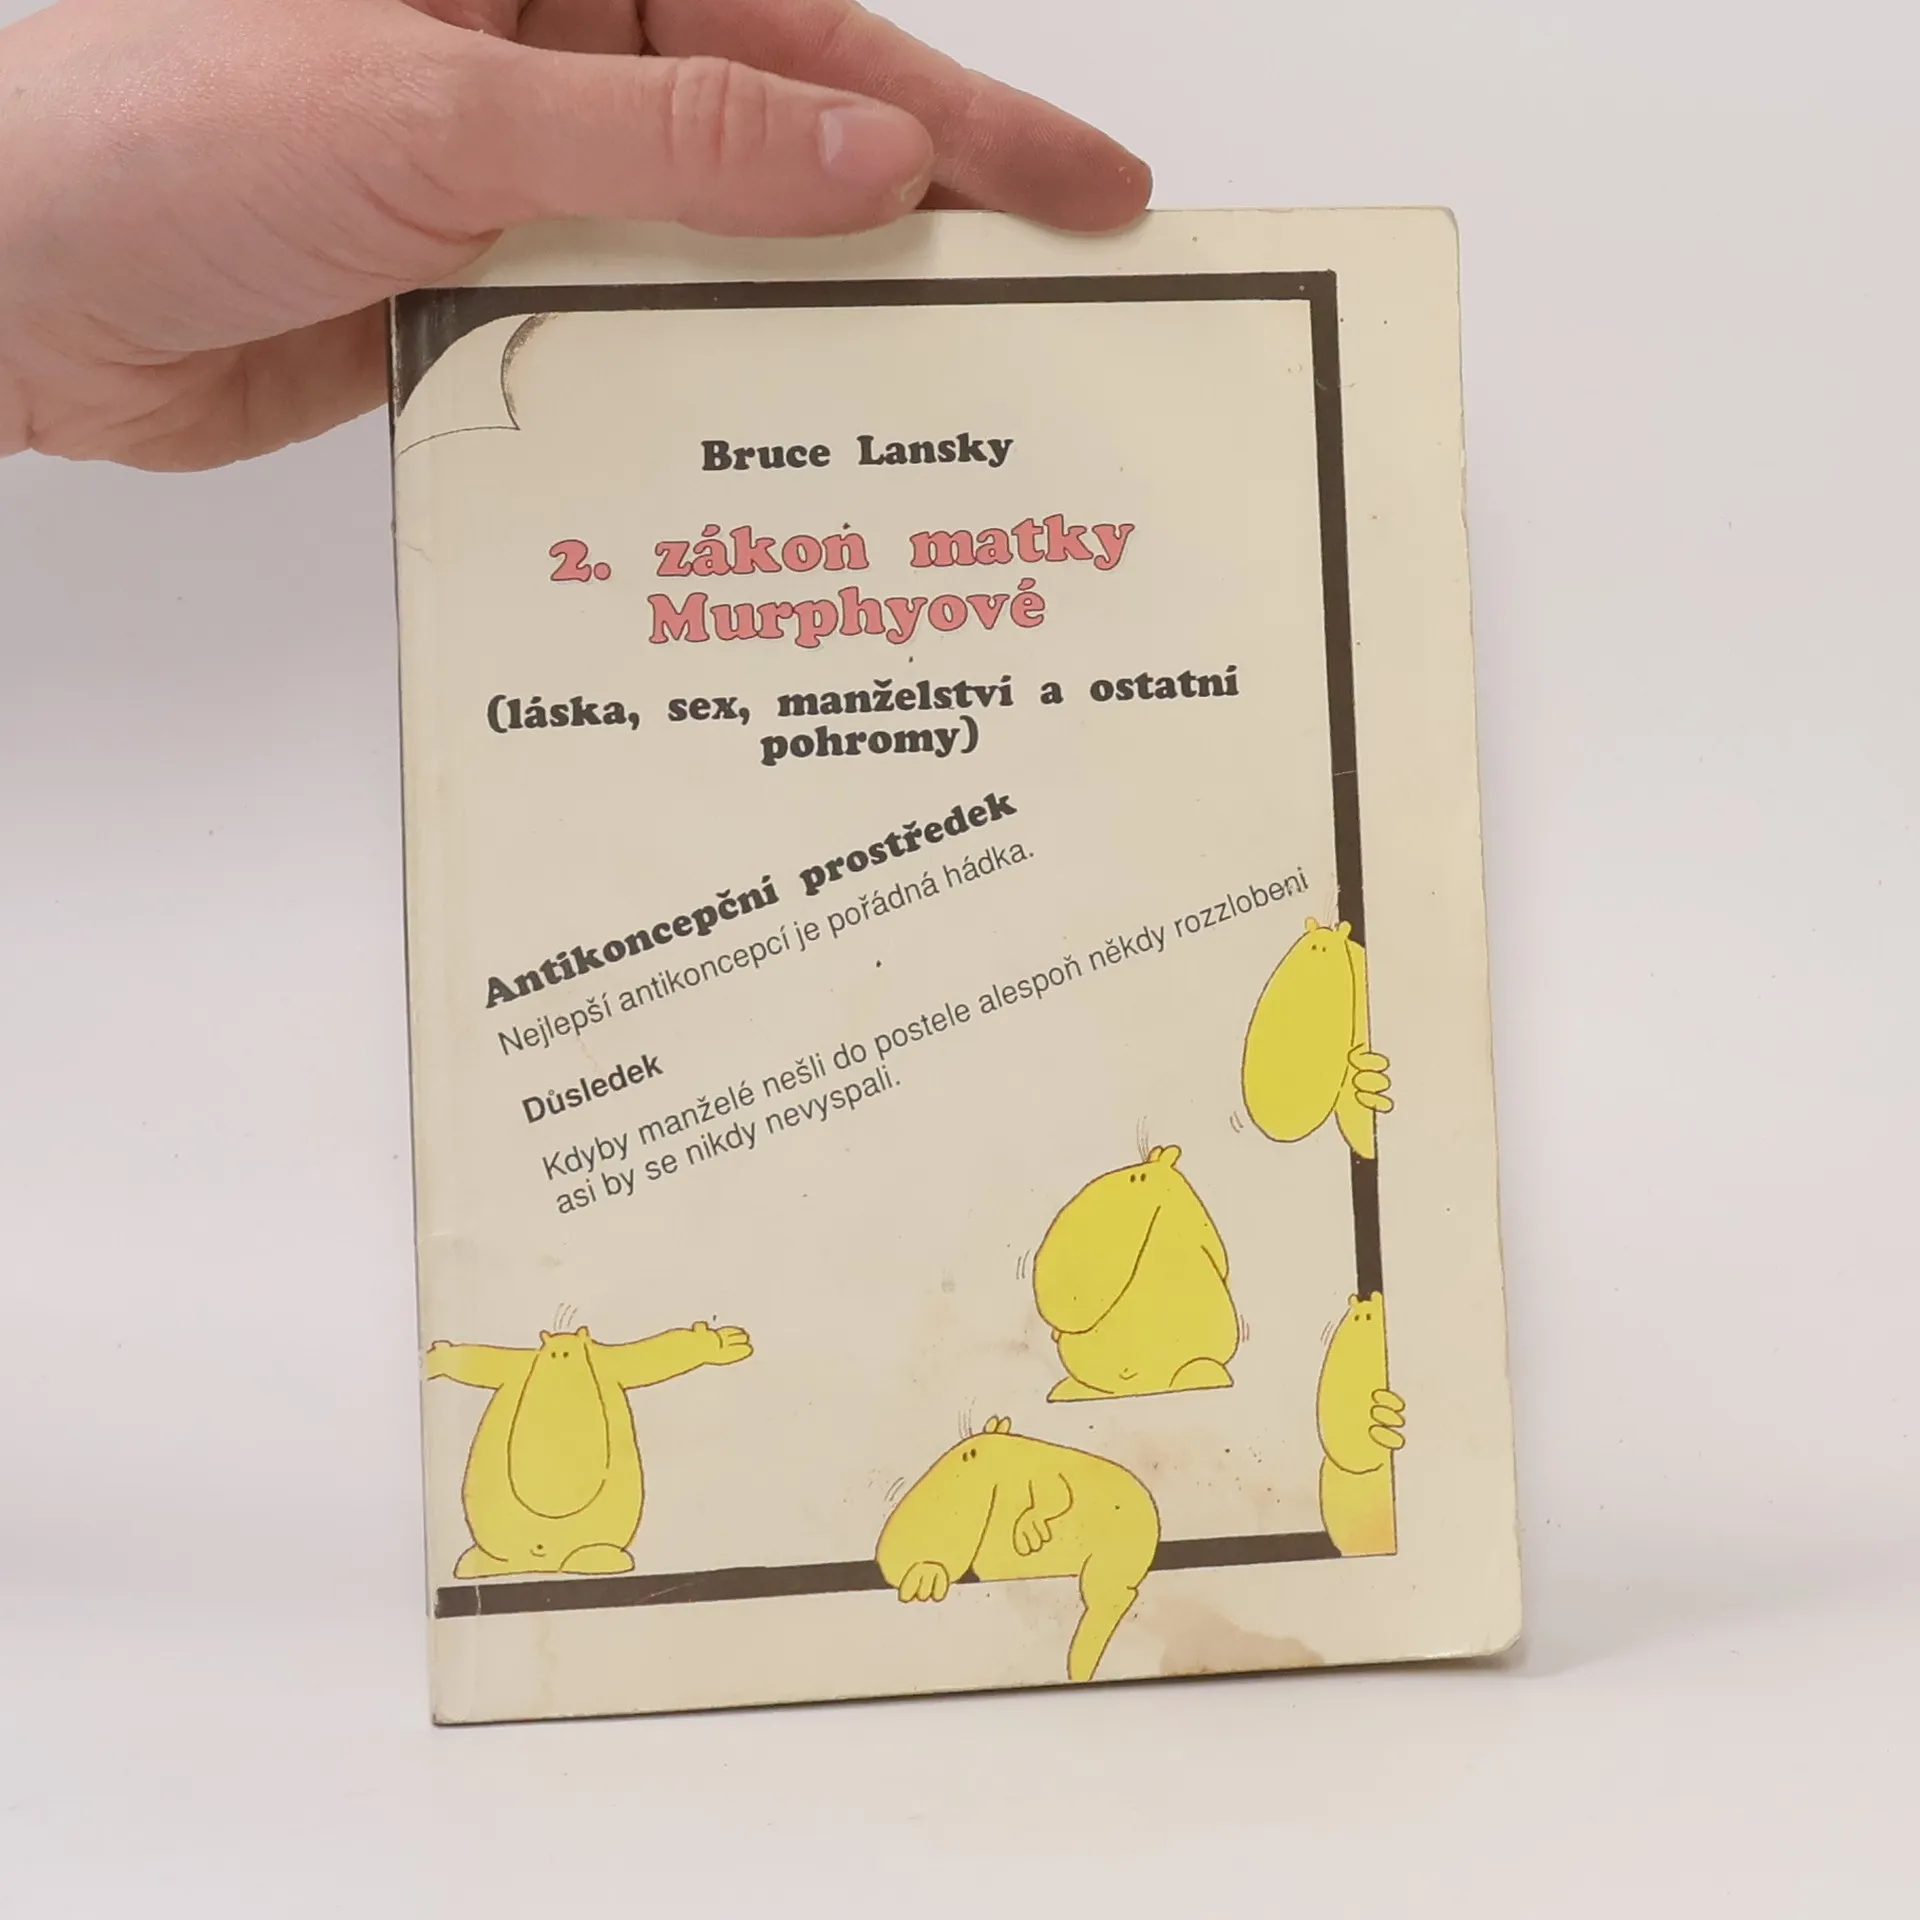 Bruce Lansky
2. zákon matky
Murphyové
(láska, sex, manželství a ostatní
pohromy)
Antikoncepční prostředek
Nejlepší antikoncepcí je pořádná hádka.
Důsledek
Kdyby manželé nešli do postele alespoň někdy rozzlobeni
asi by se nikdy nevyspali.